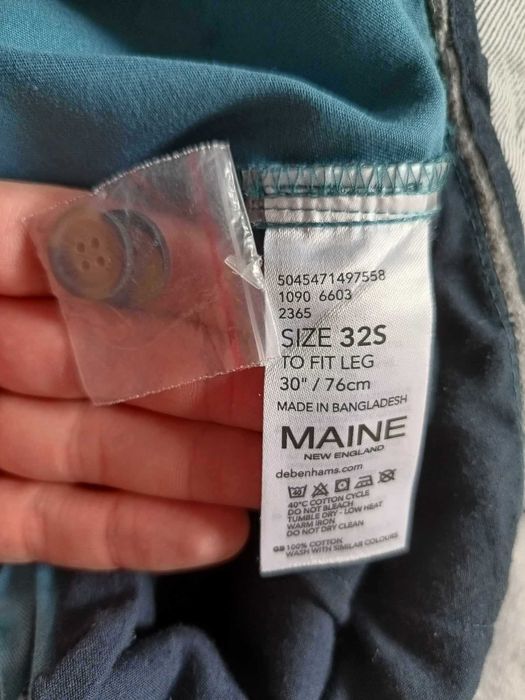 5045471497558
1090 6603
2365
SIZE 32S
TO FIT LEG
30" / 76cm
MADE IN BANGLADESH
MAINE
NEW ENGLAND
debenhams.com
40
40°C COTTON CYCLE
DO NOT BLEACH
TUMBLE DRY - LOW HEAT
WARM IRON
DO NOT DRY CLEAN
GB 100% COTTON
WASH WITH SIMILAR COLOURS